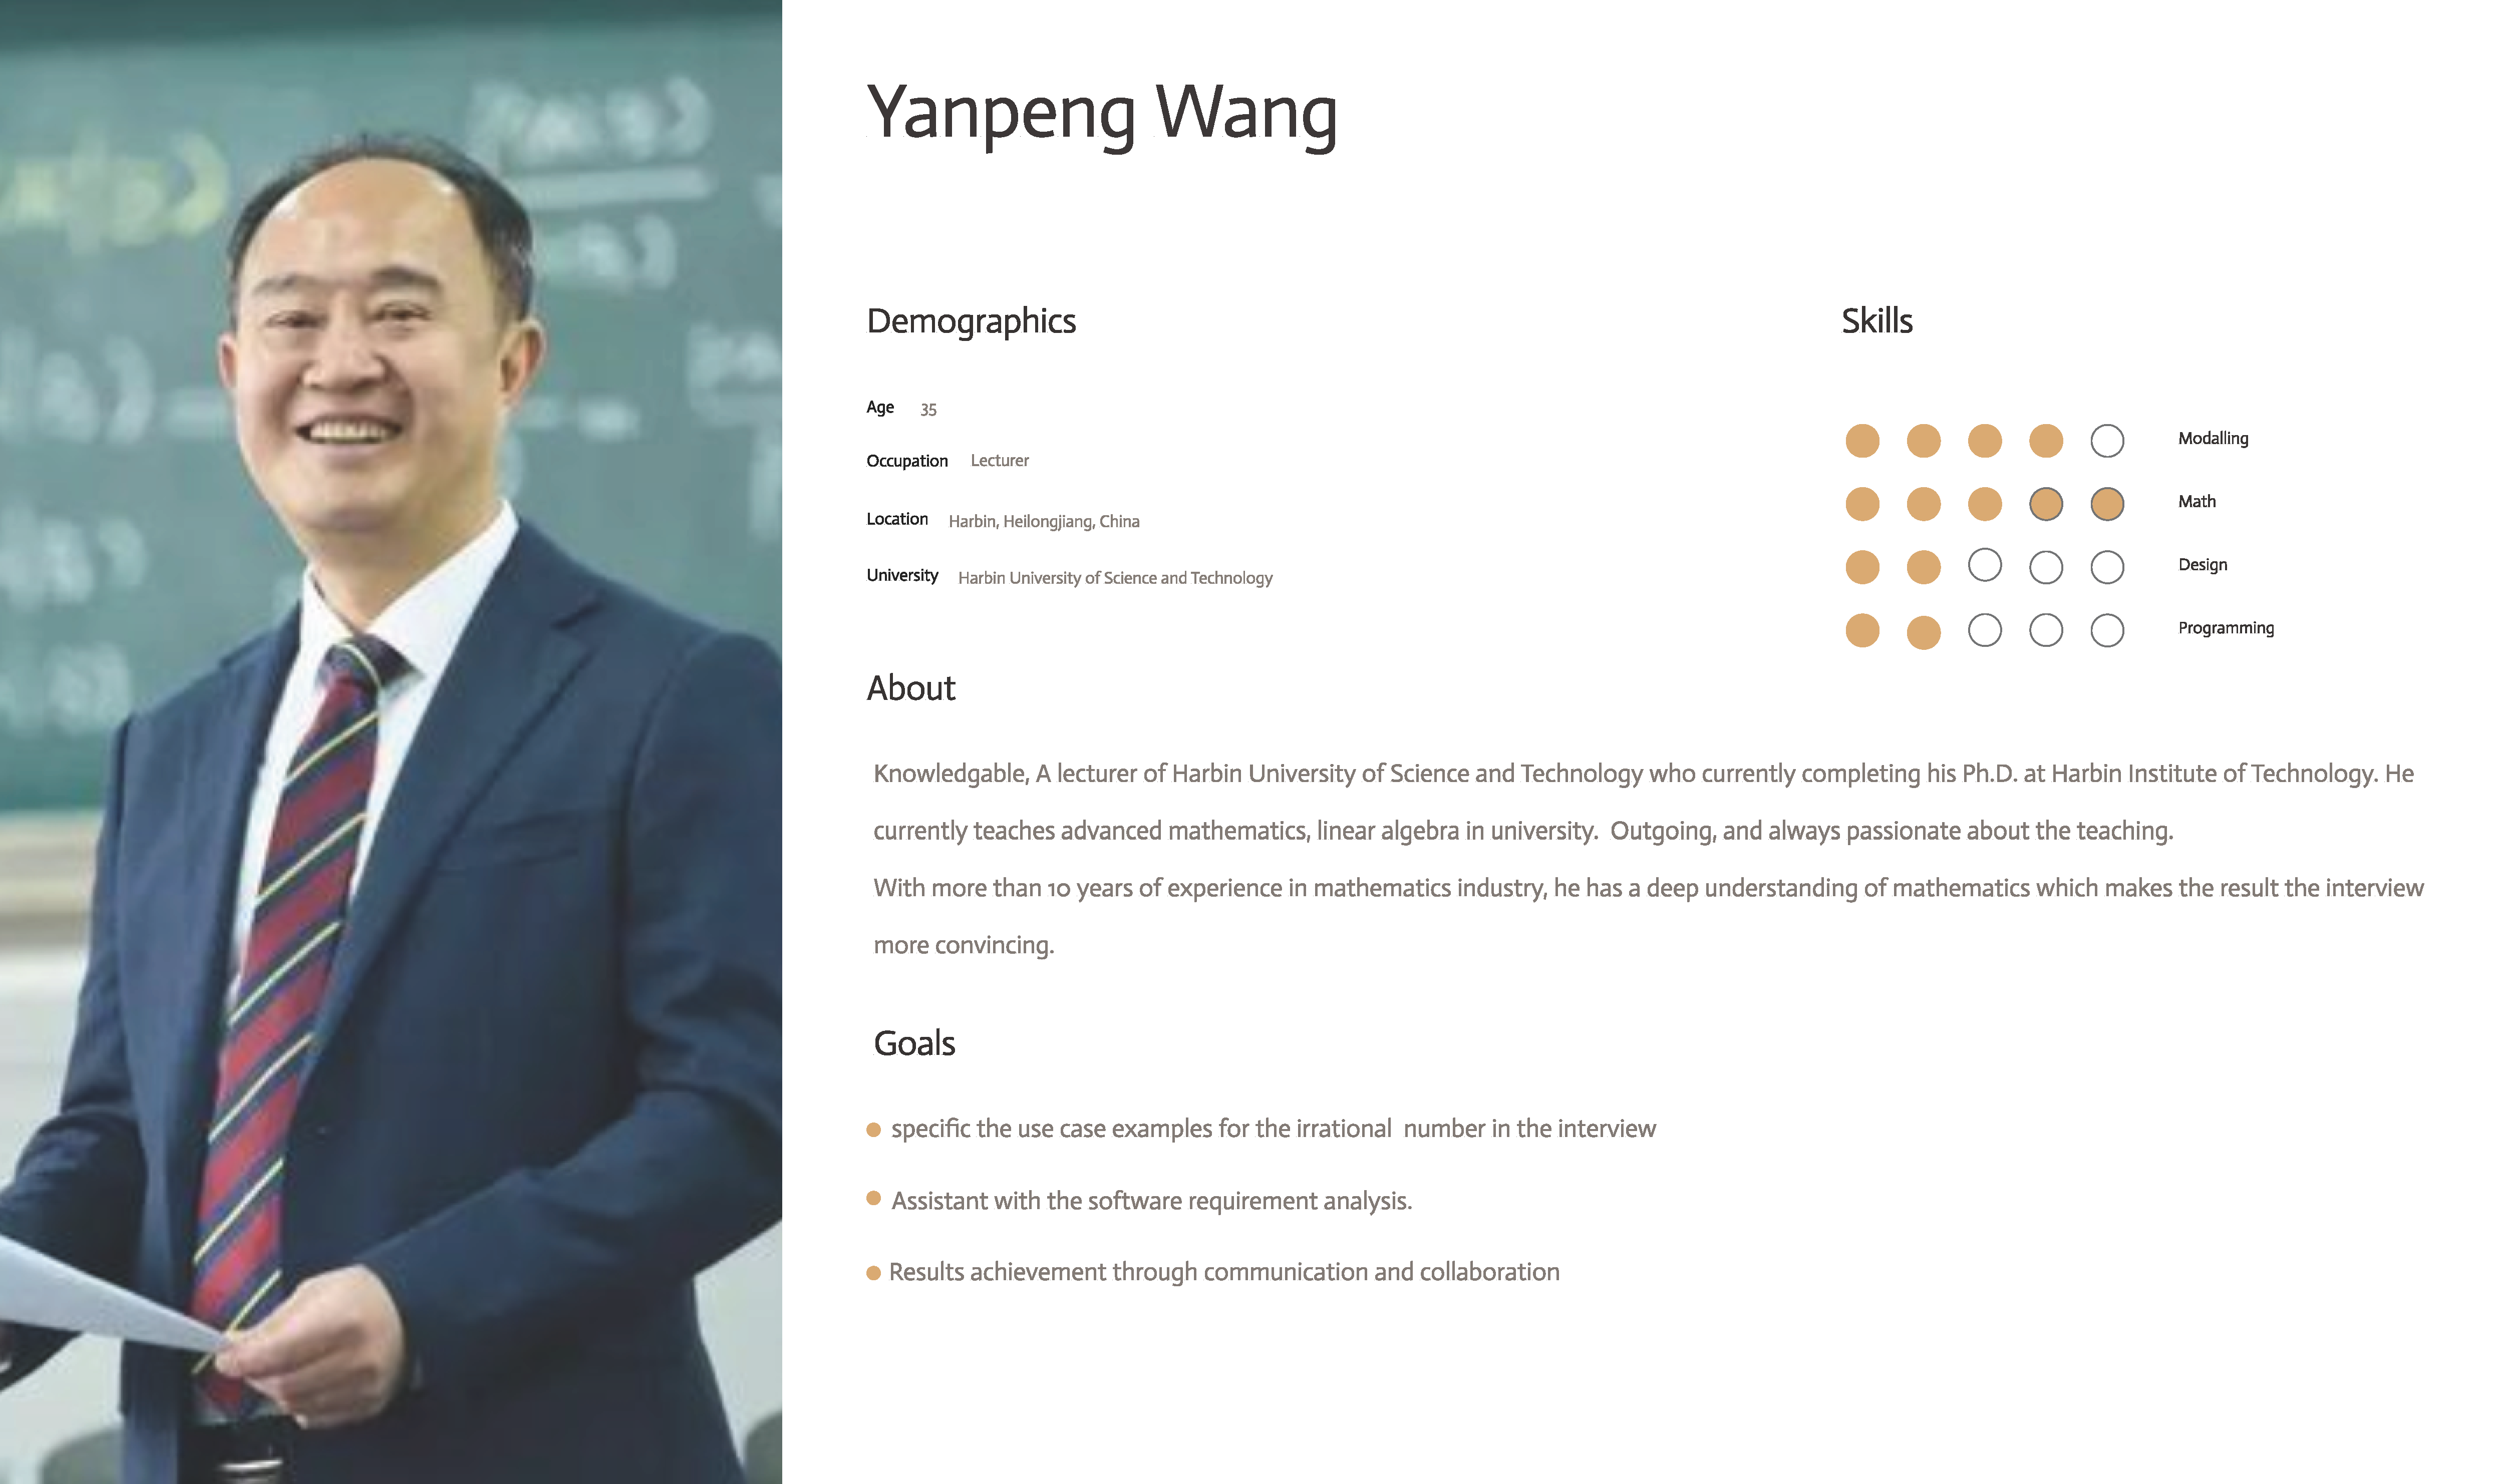 Yanpeng Wang
Demographics
Age 35
Occupation Lecturer
Location Harbin, Heilongjiang, China
University Harbin University of Science and Technology
Skills
Modalling
Math
Design
Programming
About
Knowledgable, A lecturer of Harbin University of Science and Technology who currently completing his Ph.D. at Harbin Institute of Technology. He
currently teaches advanced mathematics, linear algebra in university. Outgoing, and always passionate about the teaching.
With more than 10 years of experience in mathematics industry, he has a deep understanding of mathematics which makes the result the interview
more convincing.
Goals
specific the use case examples for the irrational number in the interview
Assistant with the software requirement analysis.
Results achievement through communication and collaboration